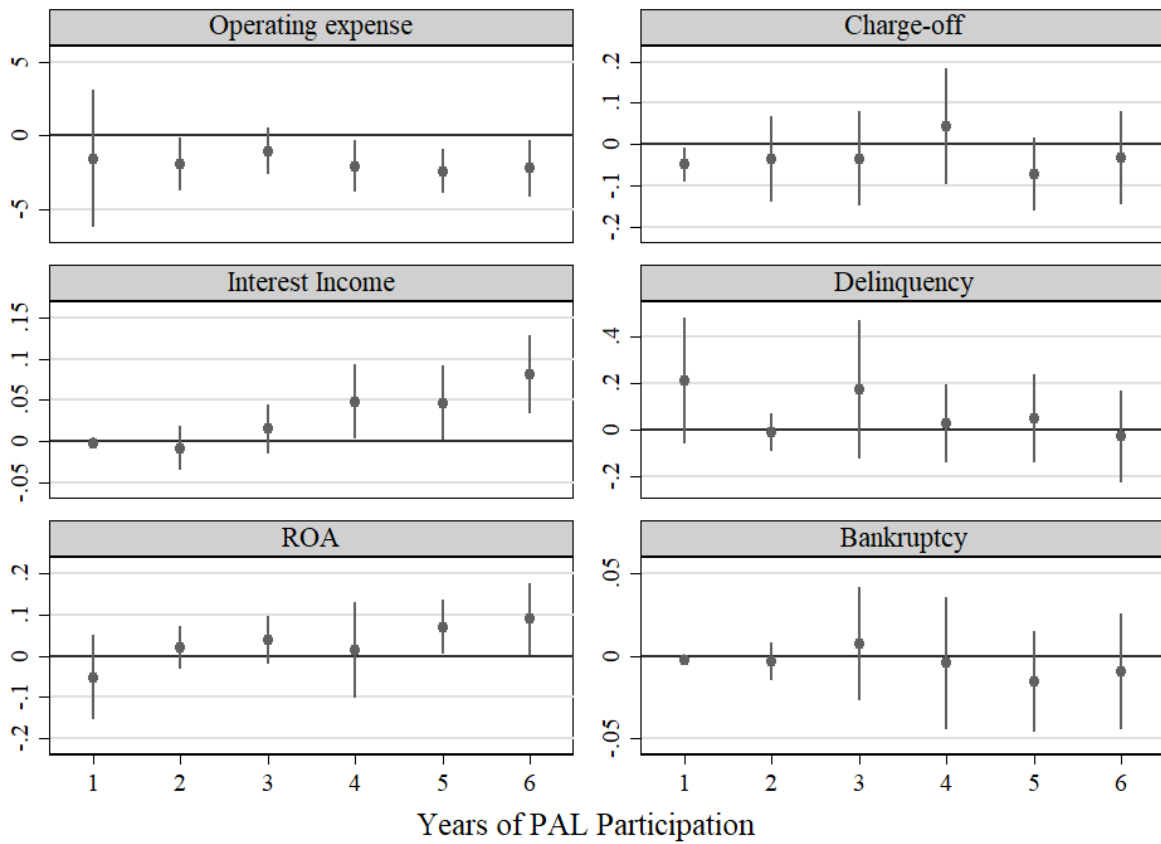 Operating expense
5
0
-5
Charge-off
.2
.1
0
-.1
-.2
Interest Income
.15
.1
.05
0
-.05
Delinquency
.4
.2
0
-.2
ROA
.2
.1
0
-.1
-.2
1 2 3 4 5 6
Bankruptcy
.05
0
-.05
1 2 3 4 5 6
Years of PAL Participation